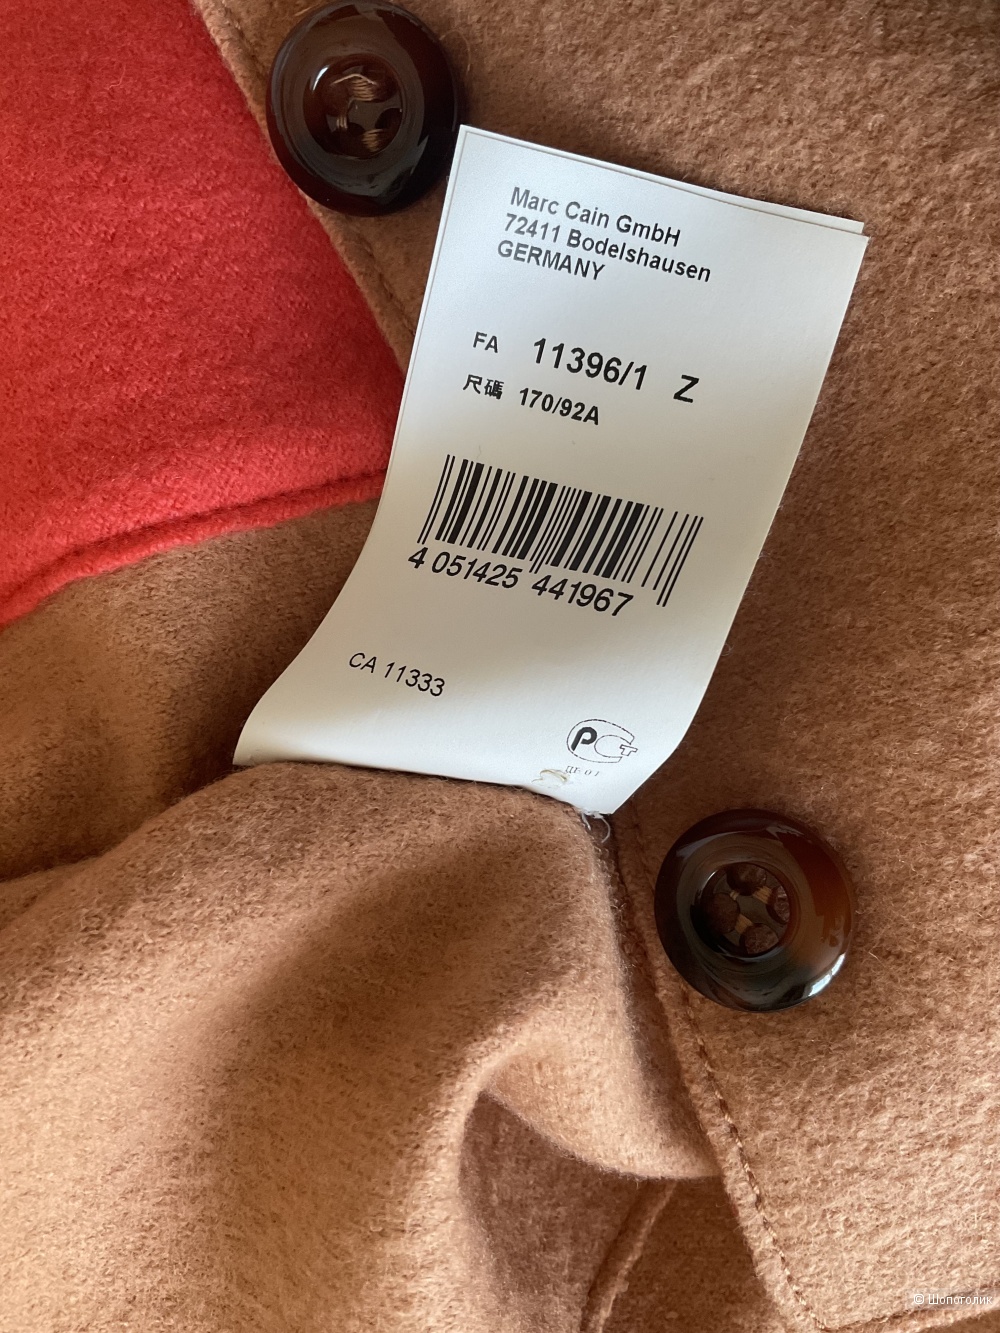 Marc Cain GmbH
72411 Bodelshausen
GERMANY
FA 11396/1 Z
尺碼 170/92A
4 051425 441967
CA 11333
РСТ
© Шопоголик